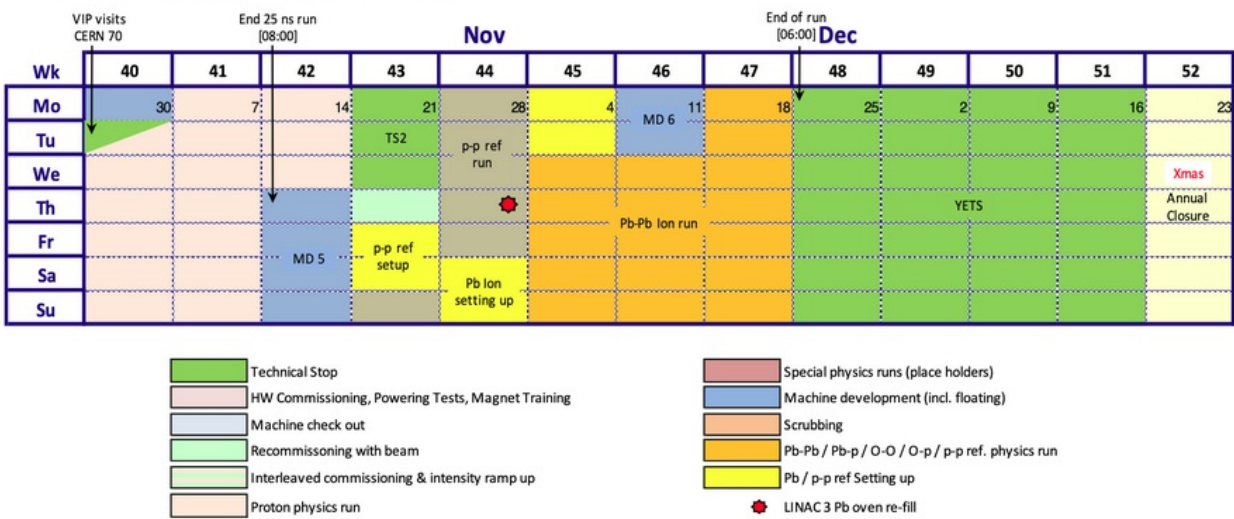 VIP visits
CERN 70
End 25 ns run
[08:00]
Nov
End of run
[06:00]
Dec
Wk 40 41 42 43 44 45 46 47 48 49 50 51 52
Mo 30 7 14 21 28 4 11 18 25 2 9 16 23
MD 6
Tu TS2
p-p ref
run
We Xmas
Th YETS
Annual
Closure
Pb-Pb Ion run
Fr
MD 5
p-p ref
setup
Sa
Pb Ion
setting up
Su
Technical Stop
HW Commissioning, Powering Tests, Magnet Training
Machine check out
Recommissoning with beam
Interleaved commissioning & intensity ramp up
Proton physics run
Special physics runs (place holders)
Machine development (incl. floating)
Scrubbing
Pb-Pb / Pb-p / O-O / O-p / p-p ref. physics run
Pb / p-p ref Setting up
LINAC 3 Pb oven re-fill